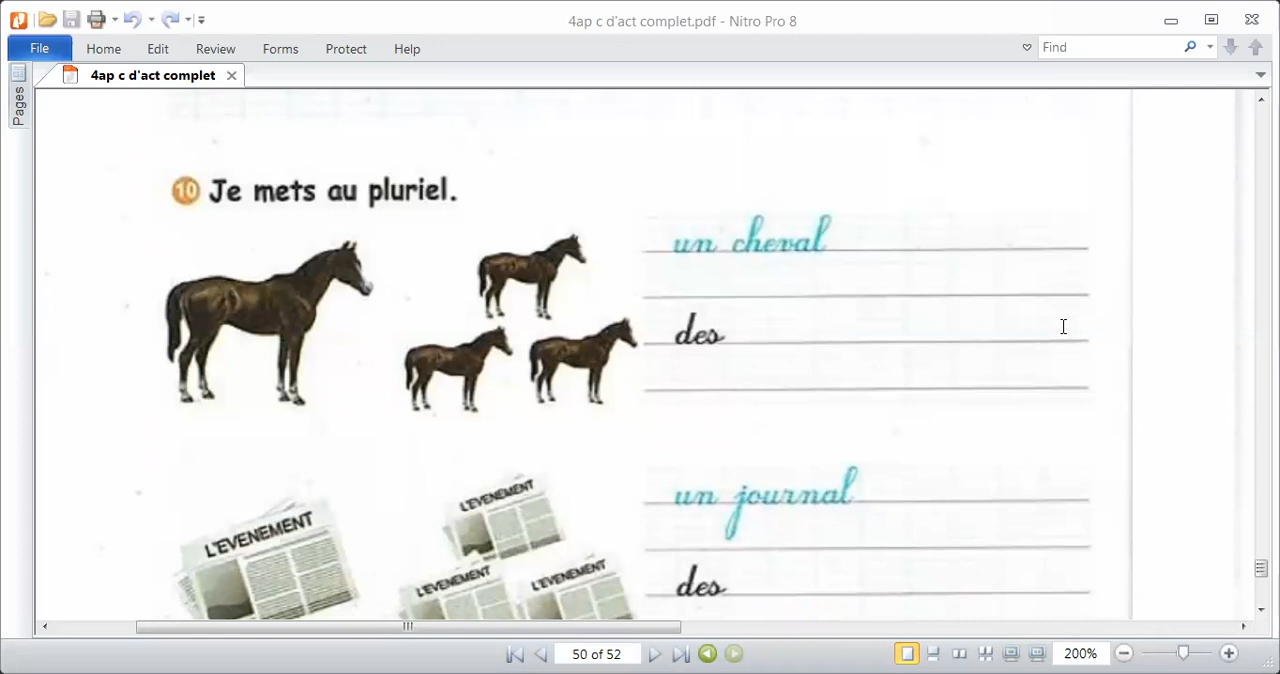 4ap c d'act complet.pdf - Nitro Pro 8
File Home Edit Review Forms Protect Help
Find
4ap c d'act complet
Pages
10 Je mets au pluriel.
un cheval
des
un journal
des
L'EVENEMENT
L'EVENEMENT
L'EVENEMENT
L'EVENEMENT
50 of 52
200%